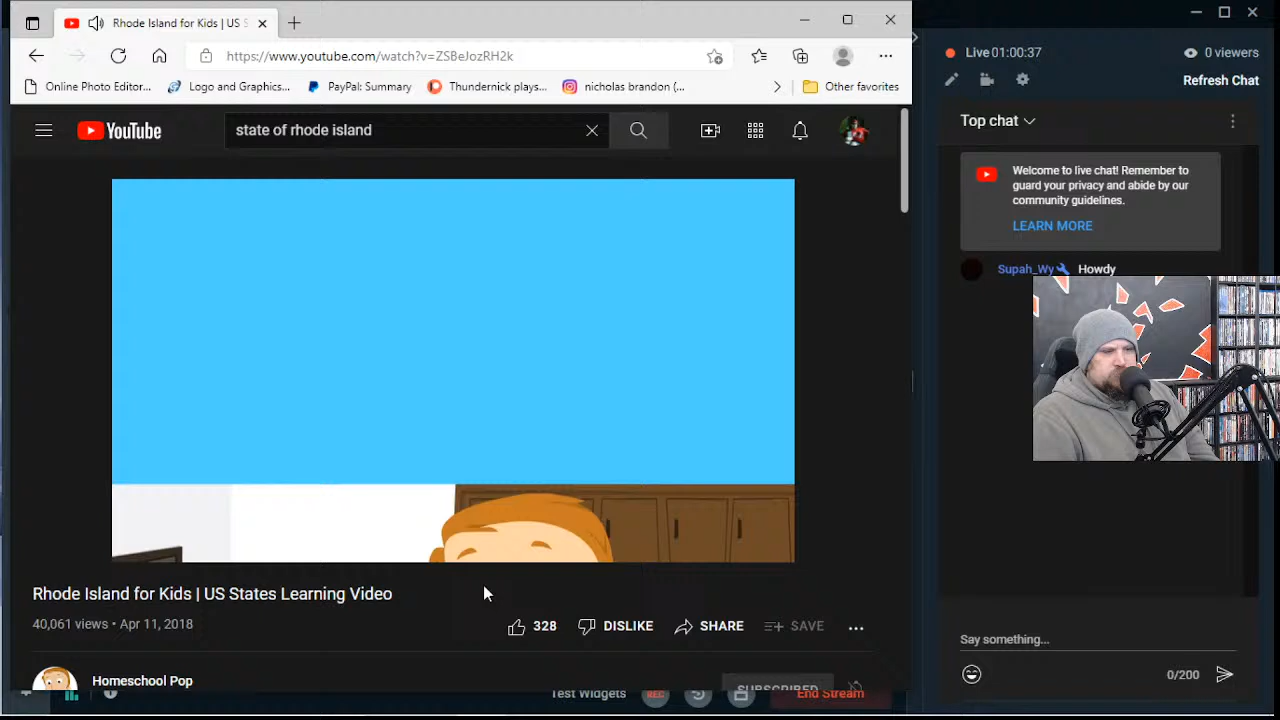 Rhode Island for Kids | US S
https://www.youtube.com/watch?v=ZSBeJozRH2k
Online Photo Editor...
Logo and Graphics...
PayPal: Summary
Thundernick plays...
nicholas brandon (...
Other favorites
YouTube
state of rhode island
Rhode Island for Kids | US States Learning Video
40,061 views • Apr 11, 2018
328
DISLIKE
SHARE
SAVE
Homeschool Pop
SUBSCRIBED
Test Widgets
REC
End Stream
Live 01:00:37
0 viewers
Refresh Chat
Top chat
Welcome to live chat! Remember to
guard your privacy and abide by our
community guidelines.
LEARN MORE
Supah_Wy Howdy
Say something...
0/200